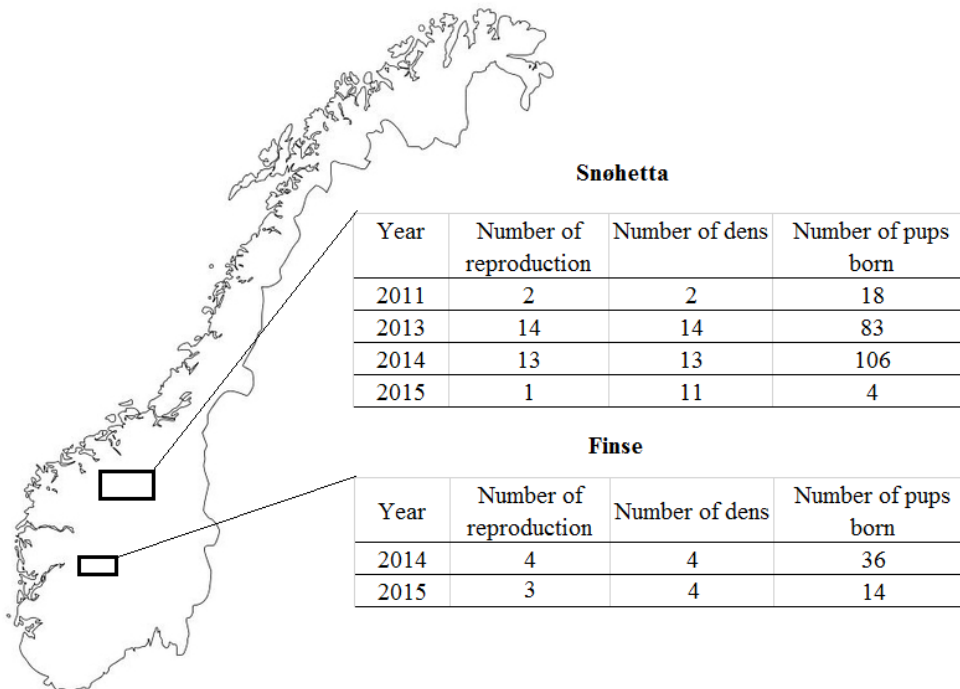 Snøhetta
Year Number of reproduction Number of dens Number of pups born
2011 2 2 18
2013 14 14 83
2014 13 13 106
2015 1 11 4
Finse
Year Number of reproduction Number of dens Number of pups born
2014 4 4 36
2015 3 4 14